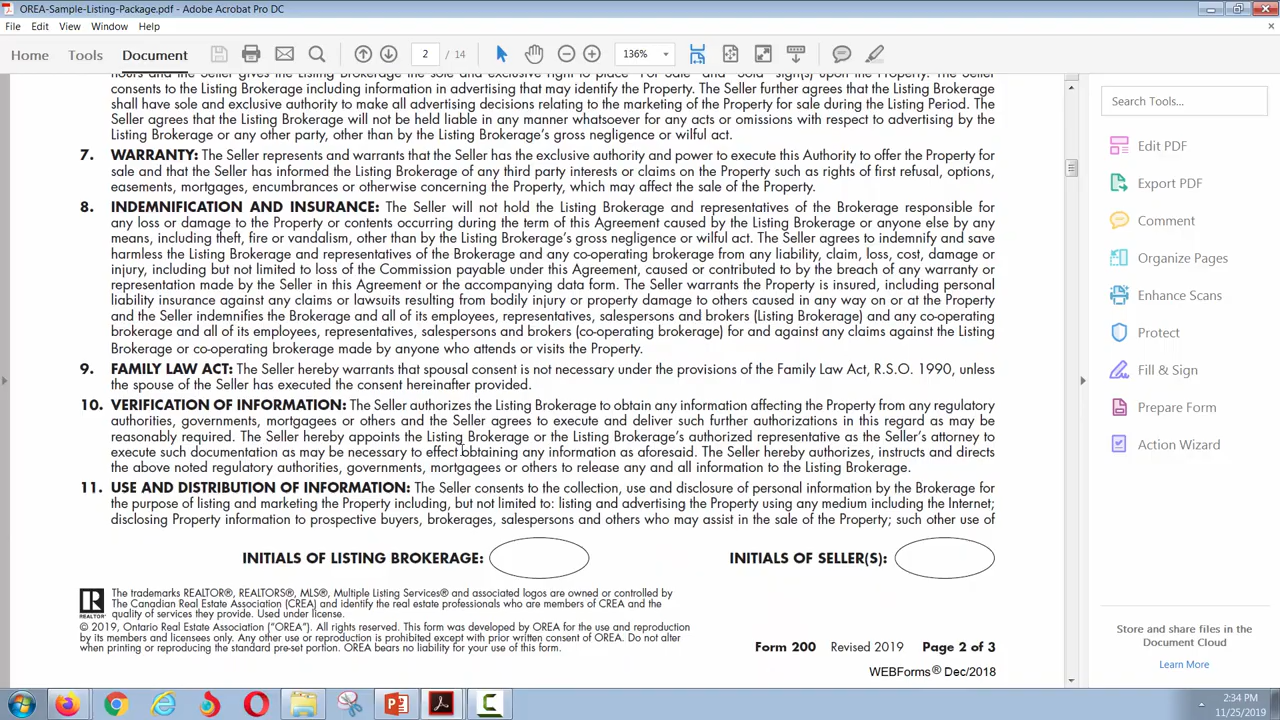 OREA-Sample-Listing-Package.pdf - Adobe Acrobat Pro DC
File Edit View Window Help
Home Tools Document 2 / 14 136%
hours and the Seller gives the Listing Brokerage the sole and exclusive right to place "For Sale" and "Sold" sign(s) upon the Property. The Seller
consents to the Listing Brokerage including information in advertising that may identify the Property. The Seller further agrees that the Listing Brokerage
shall have sole and exclusive authority to make all advertising decisions relating to the marketing of the Property for sale during the Listing Period. The
Seller agrees that the Listing Brokerage will not be held liable in any manner whatsoever for any acts or omissions with respect to advertising by the
Listing Brokerage or any other party, other than by the Listing Brokerage's gross negligence or wilful act.
7. WARRANTY: The Seller represents and warrants that the Seller has the exclusive authority and power to execute this Authority to offer the Property for
sale and that the Seller has informed the Listing Brokerage of any third party interests or claims on the Property such as rights of first refusal, options,
easements, mortgages, encumbrances or otherwise concerning the Property, which may affect the sale of the Property.
8. INDEMNIFICATION AND INSURANCE: The Seller will not hold the Listing Brokerage and representatives of the Brokerage responsible for
any loss or damage to the Property or contents occurring during the term of this Agreement caused by the Listing Brokerage or anyone else by any
means, including theft, fire or vandalism, other than by the Listing Brokerage's gross negligence or wilful act. The Seller agrees to indemnify and save
harmless the Listing Brokerage and representatives of the Brokerage and any co-operating brokerage from any liability, claim, loss, cost, damage or
injury, including but not limited to loss of the Commission payable under this Agreement, caused or contributed to by the breach of any warranty or
representation made by the Seller in this Agreement or the accompanying data form. The Seller warrants the Property is insured, including personal
liability insurance against any claims or lawsuits resulting from bodily injury or property damage to others caused in any way on or at the Property
and the Seller indemnifies the Brokerage and all of its employees, representatives, salespersons and brokers (Listing Brokerage) and any co-operating
brokerage and all of its employees, representatives, salespersons and brokers (co-operating brokerage) for and against any claims against the Listing
Brokerage or co-operating brokerage made by anyone who attends or visits the Property.
9. FAMILY LAW ACT: The Seller hereby warrants that spousal consent is not necessary under the provisions of the Family Law Act, R.S.O. 1990, unless
the spouse of the Seller has executed the consent hereinafter provided.
10. VERIFICATION OF INFORMATION: The Seller authorizes the Listing Brokerage to obtain any information affecting the Property from any regulatory
authorities, governments, mortgagees or others and the Seller agrees to execute and deliver such further authorizations in this regard as may be
reasonably required. The Seller hereby appoints the Listing Brokerage or the Listing Brokerage's authorized representative as the Seller's attorney to
execute such documentation as may be necessary to effect obtaining any information as aforesaid. The Seller hereby authorizes, instructs and directs
the above noted regulatory authorities, governments, mortgagees or others to release any and all information to the Listing Brokerage.
11. USE AND DISTRIBUTION OF INFORMATION: The Seller consents to the collection, use and disclosure of personal information by the Brokerage for
the purpose of listing and marketing the Property including, but not limited to: listing and advertising the Property using any medium including the Internet;
disclosing Property information to prospective buyers, brokerages, salespersons and others who may assist in the sale of the Property; such other use of
INITIALS OF LISTING BROKERAGE: INITIALS OF SELLER(S):
R
REALTOR®
The trademarks REALTOR®, REALTORS®, MLS®, Multiple Listing Services® and associated logos are owned or controlled by
The Canadian Real Estate Association (CREA) and identify the real estate professionals who are members of CREA and the
quality of services they provide. Used under license.
© 2019, Ontario Real Estate Association ("OREA"). All rights reserved. This form was developed by OREA for the use and reproduction
by its members and licensees only. Any other use or reproduction is prohibited except with prior written consent of OREA. Do not alter
when printing or reproducing the standard pre-set portion. OREA bears no liability for your use of this form.
Form 200 Revised 2019 Page 2 of 3
WEBForms® Dec/2018
Search Tools...
Edit PDF
Export PDF
Comment
Organize Pages
Enhance Scans
Protect
Fill & Sign
Prepare Form
Action Wizard
Store and share files in the
Document Cloud
Learn More
2:34 PM
11/25/2019